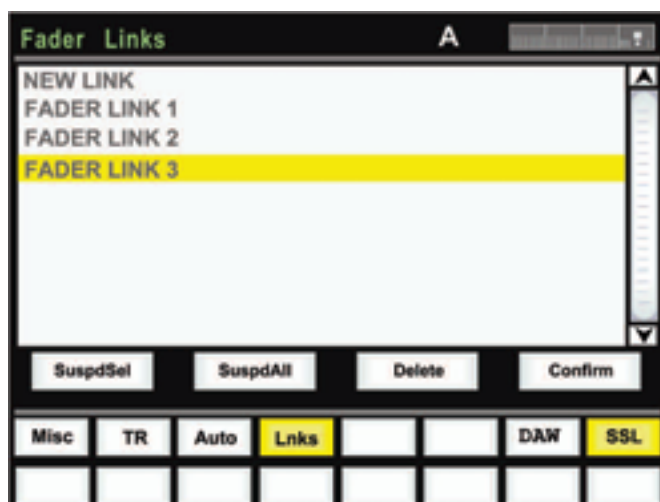 Fader Links A
NEW LINK
FADER LINK 1
FADER LINK 2
FADER LINK 3
SuspdSel SuspdAll Delete Confirm
Misc TR Auto Lnks DAW SSL